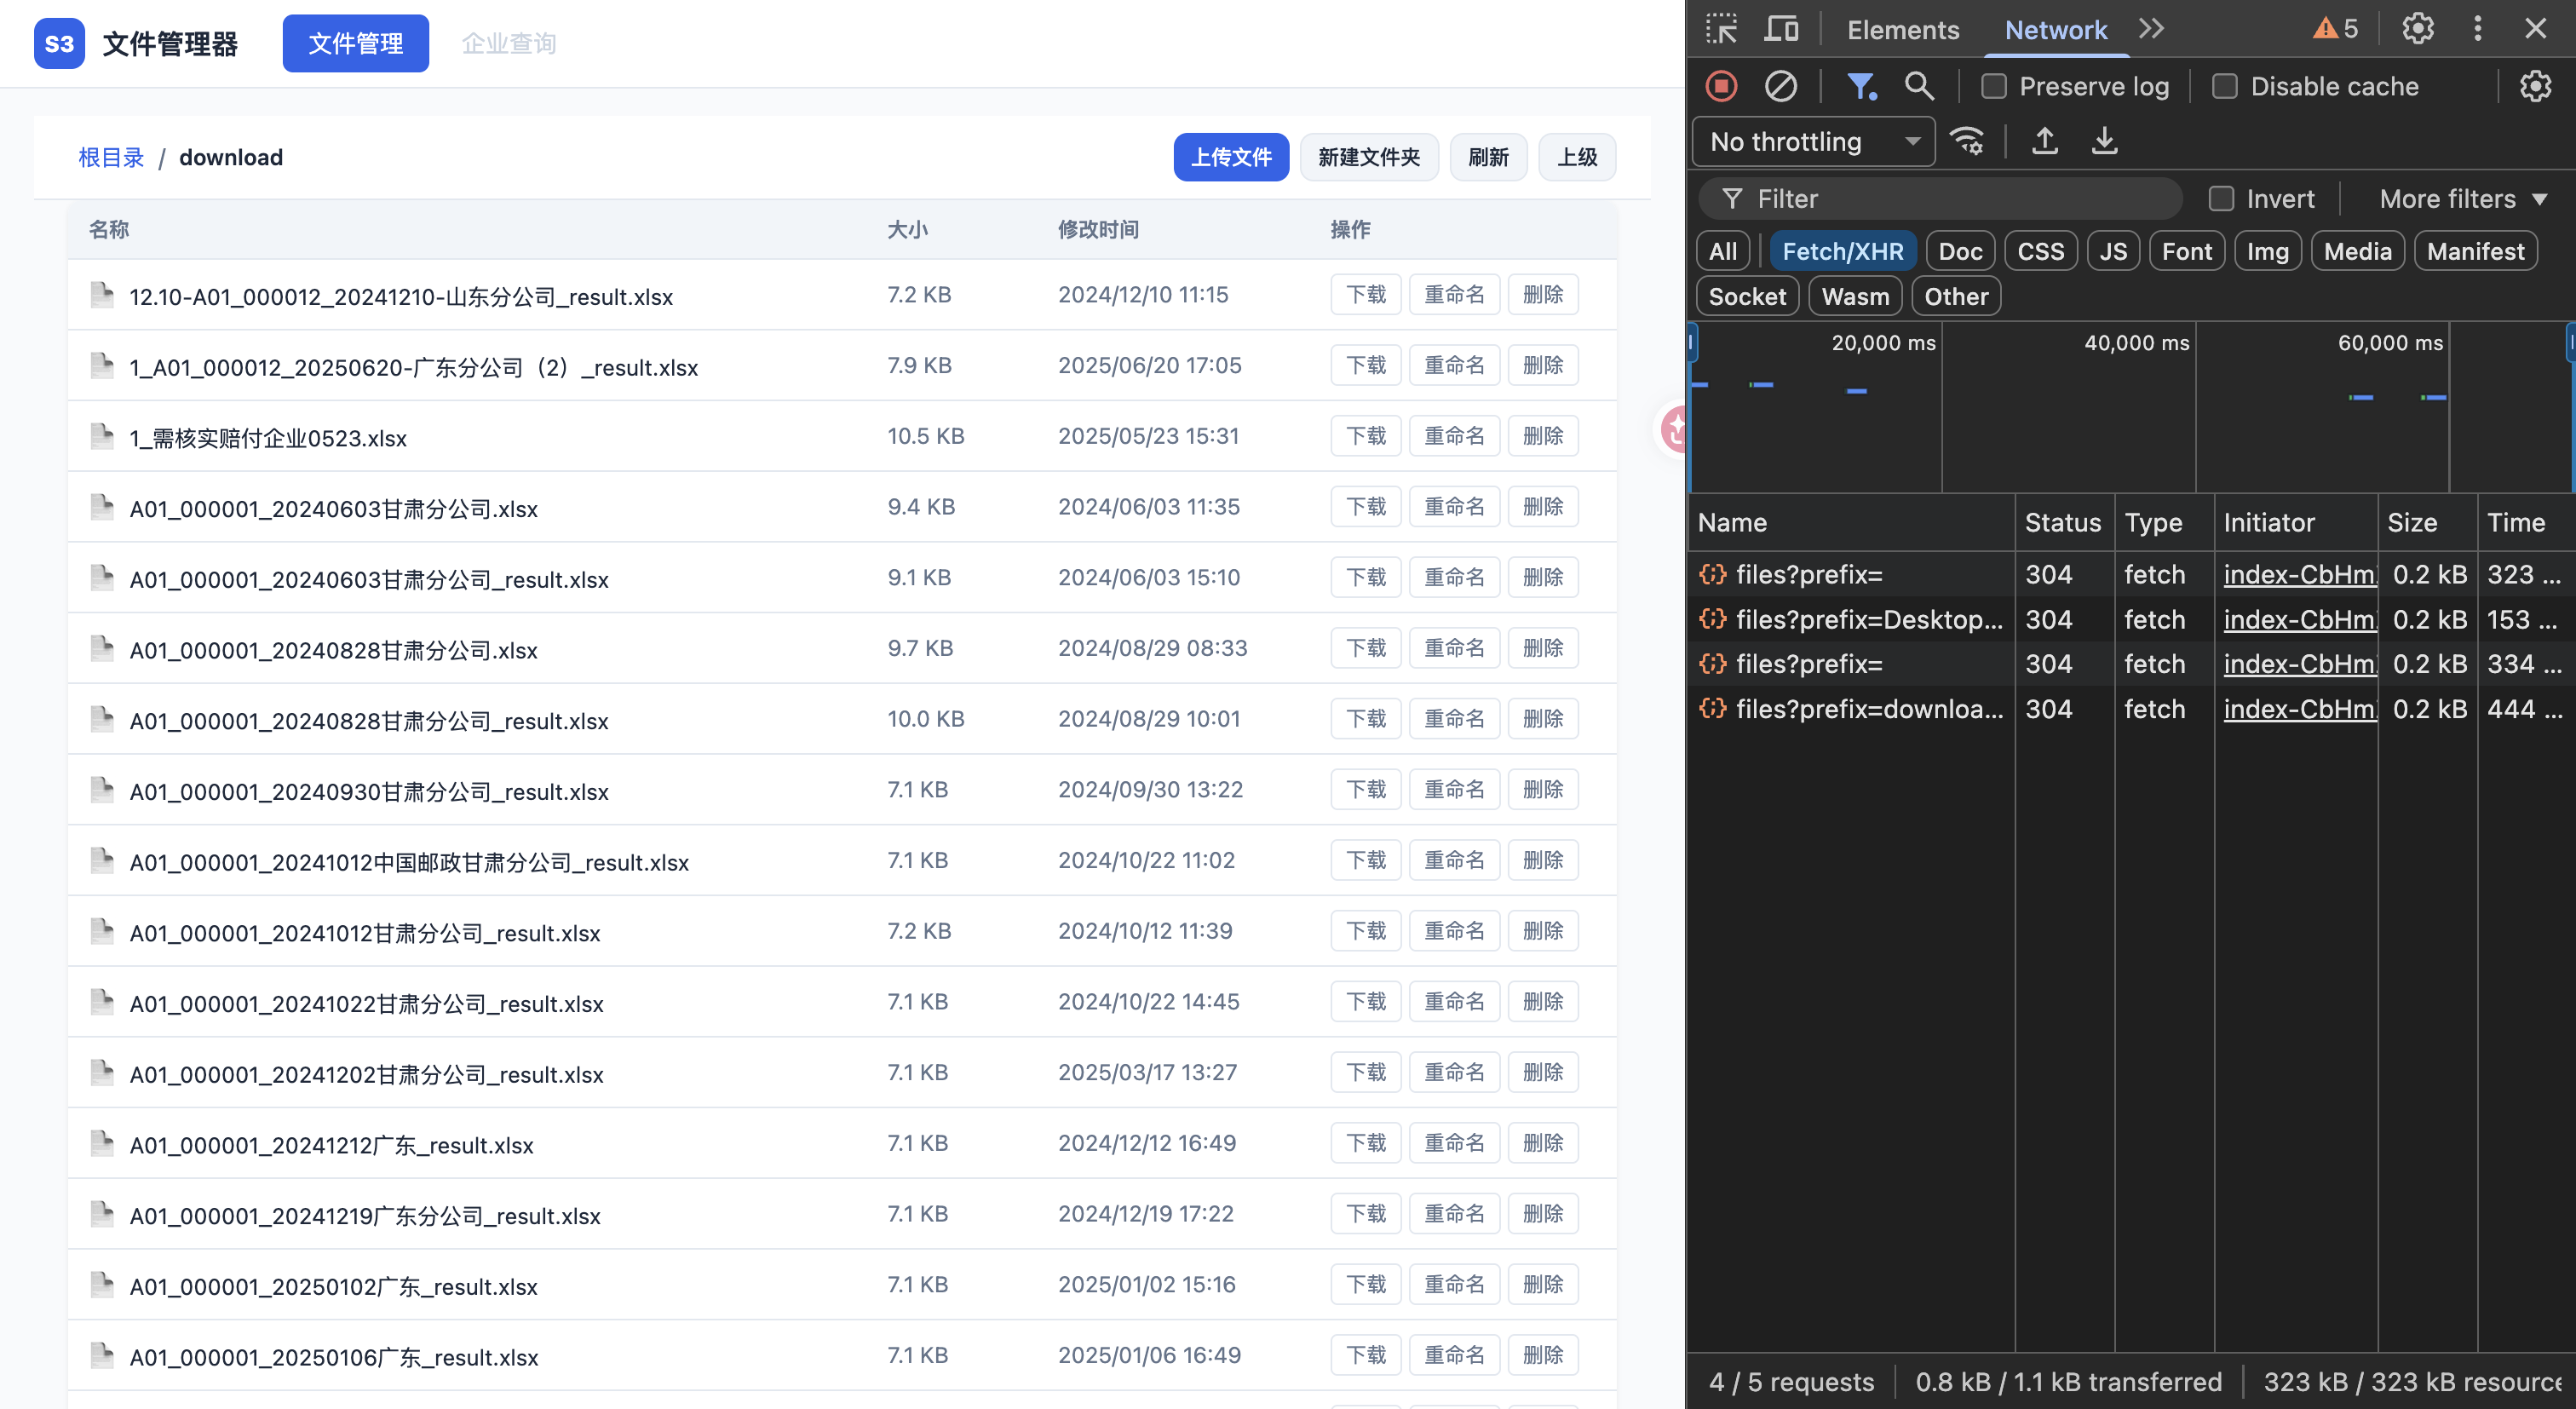 S3 文件管理器 文件管理 企业查询
根目录 / download 上传文件 新建文件夹 刷新 上级
名称 大小 修改时间 操作
12.10-A01_000012_20241210-山东分公司_result.xlsx 7.2 KB 2024/12/10 11:15 下载 重命名 删除
1_A01_000012_20250620-广东分公司（2）_result.xlsx 7.9 KB 2025/06/20 17:05 下载 重命名 删除
1_需核实赔付企业0523.xlsx 10.5 KB 2025/05/23 15:31 下载 重命名 删除
A01_000001_20240603甘肃分公司.xlsx 9.4 KB 2024/06/03 11:35 下载 重命名 删除
A01_000001_20240603甘肃分公司_result.xlsx 9.1 KB 2024/06/03 15:10 下载 重命名 删除
A01_000001_20240828甘肃分公司.xlsx 9.7 KB 2024/08/29 08:33 下载 重命名 删除
A01_000001_20240828甘肃分公司_result.xlsx 10.0 KB 2024/08/29 10:01 下载 重命名 删除
A01_000001_20240930甘肃分公司_result.xlsx 7.1 KB 2024/09/30 13:22 下载 重命名 删除
A01_000001_20241012中国邮政甘肃分公司_result.xlsx 7.1 KB 2024/10/22 11:02 下载 重命名 删除
A01_000001_20241012甘肃分公司_result.xlsx 7.2 KB 2024/10/12 11:39 下载 重命名 删除
A01_000001_20241022甘肃分公司_result.xlsx 7.1 KB 2024/10/22 14:45 下载 重命名 删除
A01_000001_20241202甘肃分公司_result.xlsx 7.1 KB 2025/03/17 13:27 下载 重命名 删除
A01_000001_20241212广东_result.xlsx 7.1 KB 2024/12/12 16:49 下载 重命名 删除
A01_000001_20241219广东分公司_result.xlsx 7.1 KB 2024/12/19 17:22 下载 重命名 删除
A01_000001_20250102广东_result.xlsx 7.1 KB 2025/01/02 15:16 下载 重命名 删除
A01_000001_20250106广东_result.xlsx 7.1 KB 2025/01/06 16:49 下载 重命名 删除
Elements Network 5
Preserve log Disable cache
No throttling
Filter Invert More filters
All Fetch/XHR Doc CSS JS Font Img Media Manifest
Socket Wasm Other
20,000 ms 40,000 ms 60,000 ms
Name Status Type Initiator Size Time
files?prefix= 304 fetch index-CbHm 0.2 kB 323 ...
files?prefix=Desktop... 304 fetch index-CbHm 0.2 kB 153 ...
files?prefix= 304 fetch index-CbHm 0.2 kB 334 ...
files?prefix=downloa... 304 fetch index-CbHm 0.2 kB 444 ...
4 / 5 requests 0.8 kB / 1.1 kB transferred 323 kB / 323 kB resource